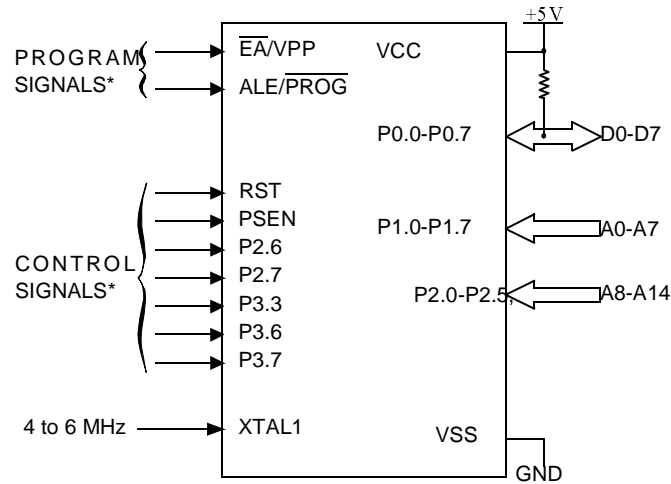 +5V
PROGRAM
SIGNALS*
EA/VPP
ALE/PROG
VCC
P0.0-P0.7
D0-D7
RST
PSEN
P2.6
P2.7
P3.3
P3.6
P3.7
CONTROL
SIGNALS*
P1.0-P1.7
A0-A7
P2.0-P2.5,
A8-A14
4 to 6 MHz
XTAL1
VSS
GND